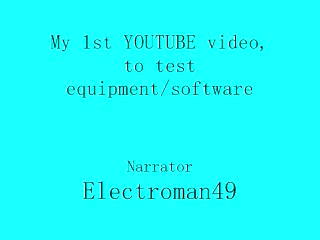 My 1st YOUTUBE video,
to test
equipment/software
Narrator
Electroman49